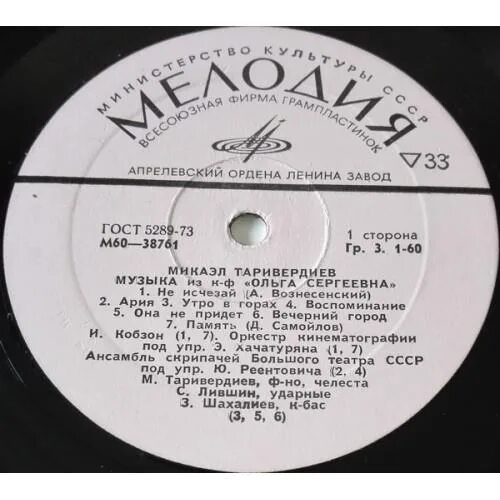 МИНИСТЕРСТВО КУЛЬТУРЫ СССР
МЕЛОДИЯ
ВСЕСОЮЗНАЯ ФИРМА ГРАМПЛАСТИНОК
▽33
АПРЕЛЕВСКИЙ ОРДЕНА ЛЕНИНА ЗАВОД
ГОСТ 5289-73
М60—38761
1 сторона
Гр. 3. 1-60
МИКАЭЛ ТАРИВЕРДИЕВ
МУЗЫКА из к-ф «ОЛЬГА СЕРГЕЕВНА»
1. Не исчезай (А. Вознесенский)
2. Ария 3. Утро в горах 4. Воспоминание
5. Она не придет 6. Вечерний город
7. Память (Д. Самойлов)
И. Кобзон (1, 7). Оркестр кинематографии
под упр. Э. Хачатуряна (1, 7)
Ансамбль скрипачей Большого театра СССР
под упр. Ю. Реентовича (2, 4)
М. Таривердиев, ф-но, челеста
С. Лившин, ударные
З. Шахалиев, к-бас
(3, 5, 6)